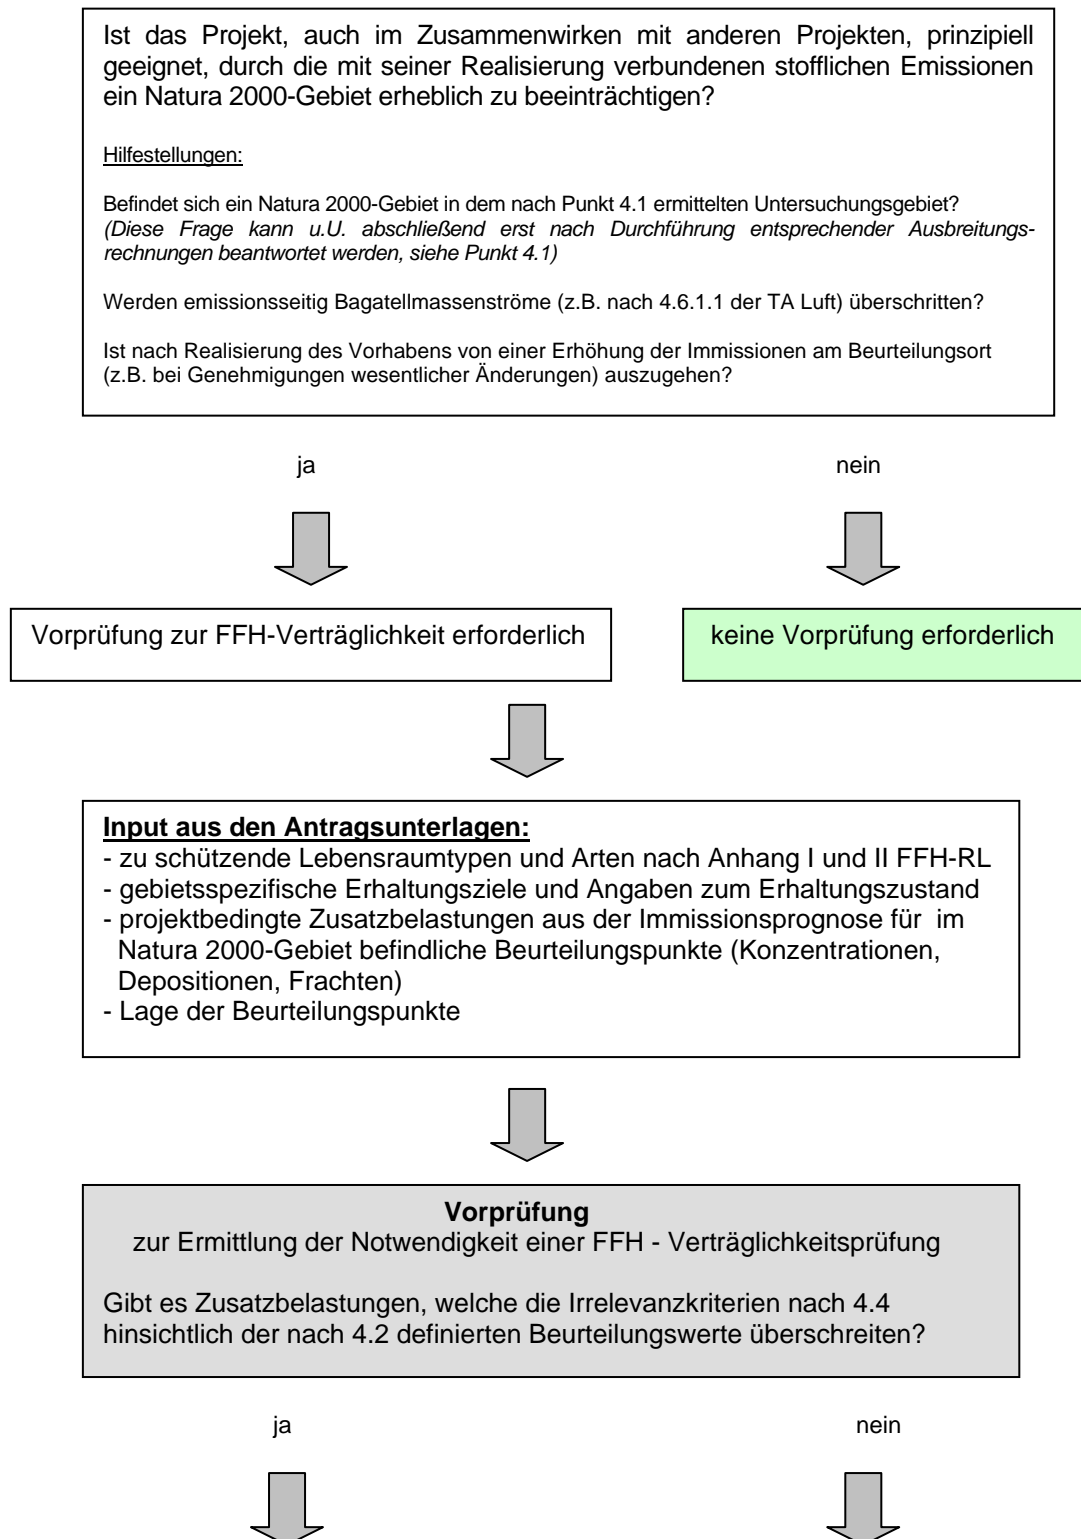 Ist das Projekt, auch im Zusammenwirken mit anderen Projekten, prinzipiell
geeignet, durch die mit seiner Realisierung verbundenen stofflichen Emissionen
ein Natura 2000-Gebiet erheblich zu beeinträchtigen?
Hilfestellungen:
Befindet sich ein Natura 2000-Gebiet in dem nach Punkt 4.1 ermittelten Untersuchungsgebiet?
(Diese Frage kann u.U. abschließend erst nach Durchführung entsprechender Ausbreitungs-
rechnungen beantwortet werden, siehe Punkt 4.1)
Werden emissionsseitig Bagatellmassenströme (z.B. nach 4.6.1.1 der TA Luft) überschritten?
Ist nach Realisierung des Vorhabens von einer Erhöhung der Immissionen am Beurteilungsort
(z.B. bei Genehmigungen wesentlicher Änderungen) auszugehen?
ja
nein
Vorprüfung zur FFH-Verträglichkeit erforderlich
keine Vorprüfung erforderlich
Input aus den Antragsunterlagen:
- zu schützende Lebensraumtypen und Arten nach Anhang I und II FFH-RL
- gebietsspezifische Erhaltungsziele und Angaben zum Erhaltungszustand
- projektbedingte Zusatzbelastungen aus der Immissionsprognose für im
Natura 2000-Gebiet befindliche Beurteilungspunkte (Konzentrationen,
Depositionen, Frachten)
- Lage der Beurteilungspunkte
Vorprüfung
zur Ermittlung der Notwendigkeit einer FFH - Verträglichkeitsprüfung
Gibt es Zusatzbelastungen, welche die Irrelevanzkriterien nach 4.4
hinsichtlich der nach 4.2 definierten Beurteilungswerte überschreiten?
ja
nein